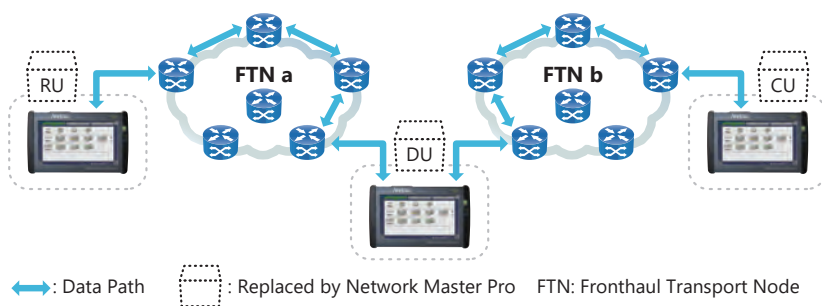 FTN a
FTN b
RU
CU
DU
: Data Path
: Replaced by Network Master Pro
FTN: Fronthaul Transport Node